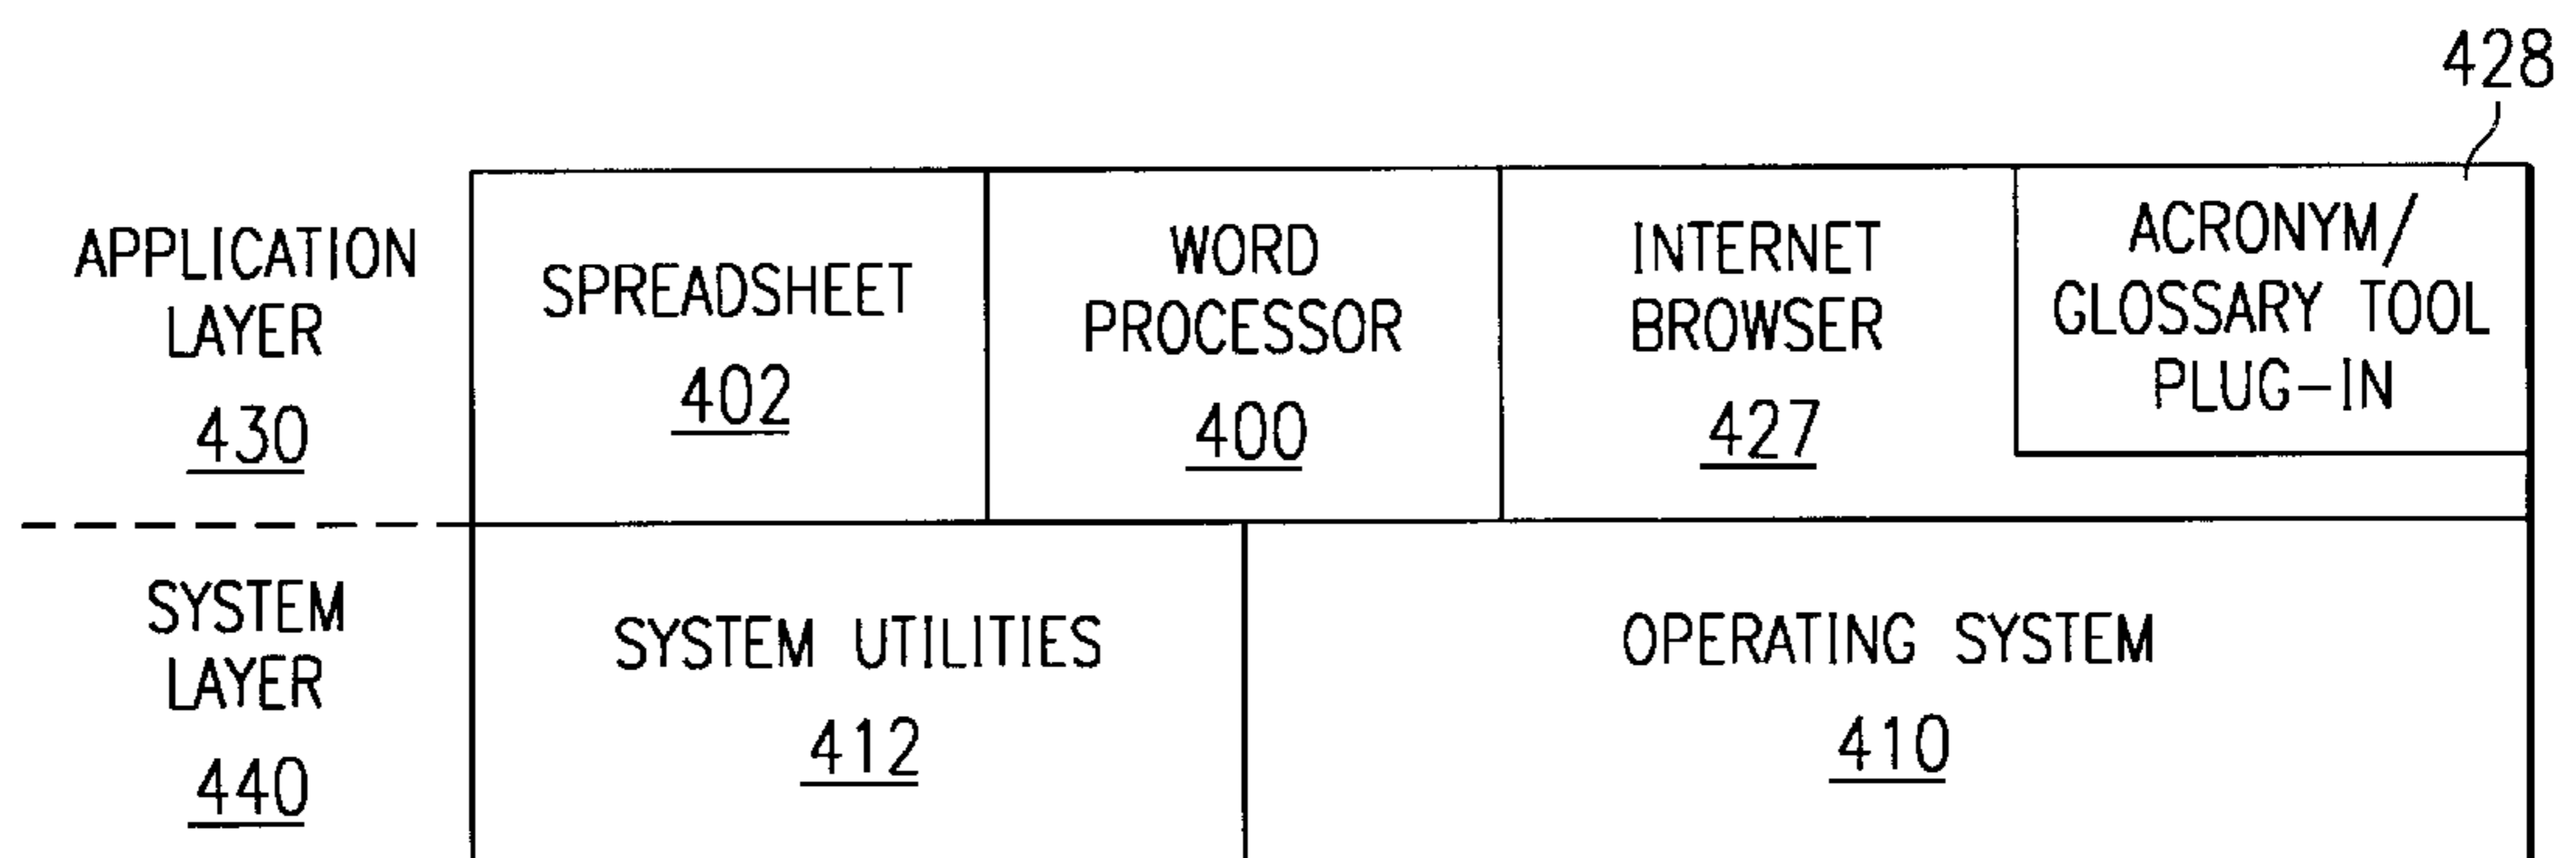 428
APPLICATION
LAYER
430
SPREADSHEET
402
WORD
PROCESSOR
400
INTERNET
BROWSER
427
ACRONYM/
GLOSSARY TOOL
PLUG-IN
SYSTEM
LAYER
440
SYSTEM UTILITIES
412
OPERATING SYSTEM
410